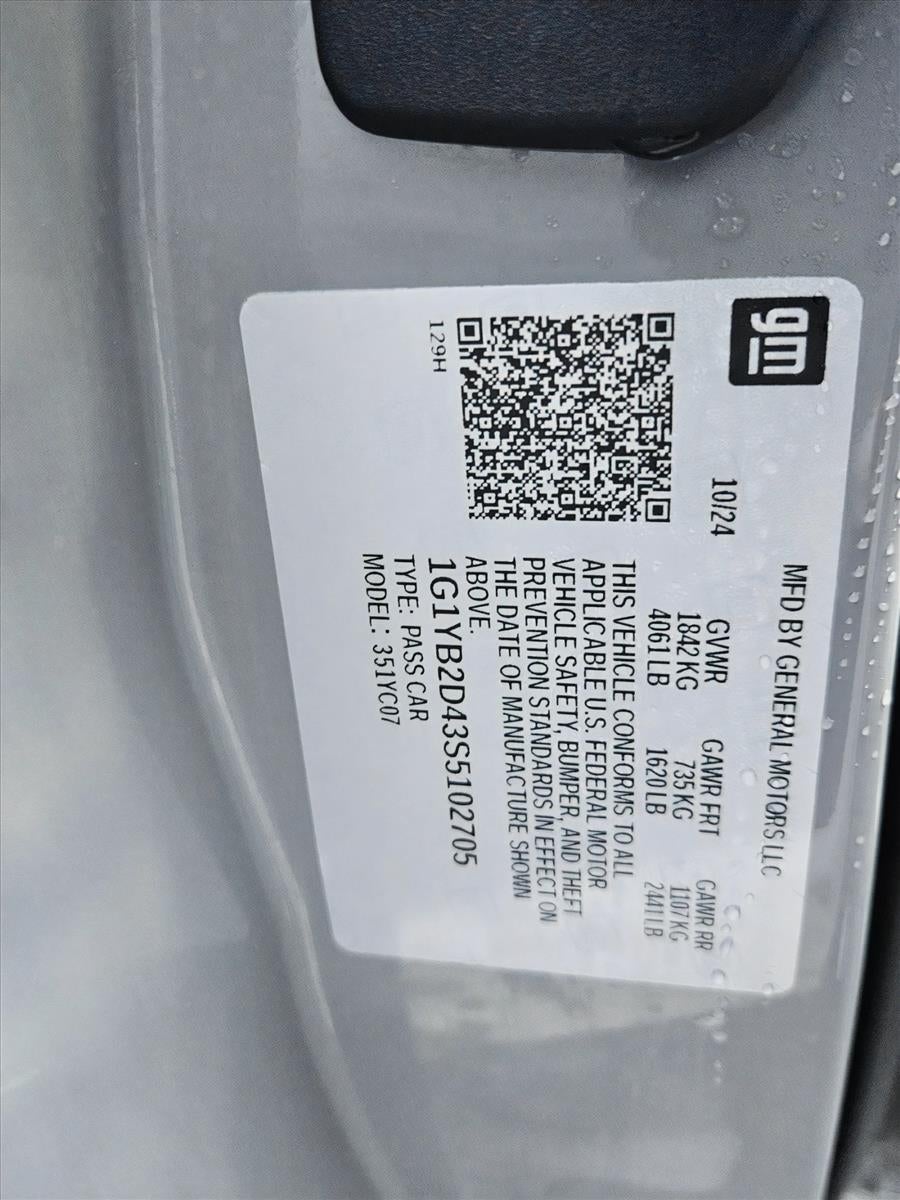 gm
MFD BY GENERAL MOTORS LLC
10/24 GVWR GAWR FRT GAWR RR
1842 KG 735 KG 1107 KG
4061 LB 1620 LB 2441 LB
THIS VEHICLE CONFORMS TO ALL
APPLICABLE U.S. FEDERAL MOTOR
VEHICLE SAFETY, BUMPER, AND THEFT
PREVENTION STANDARDS IN EFFECT ON
THE DATE OF MANUFACTURE SHOWN
ABOVE.
1G1YB2D43S5102705
TYPE: PASS CAR
MODEL: 351YC07
129H